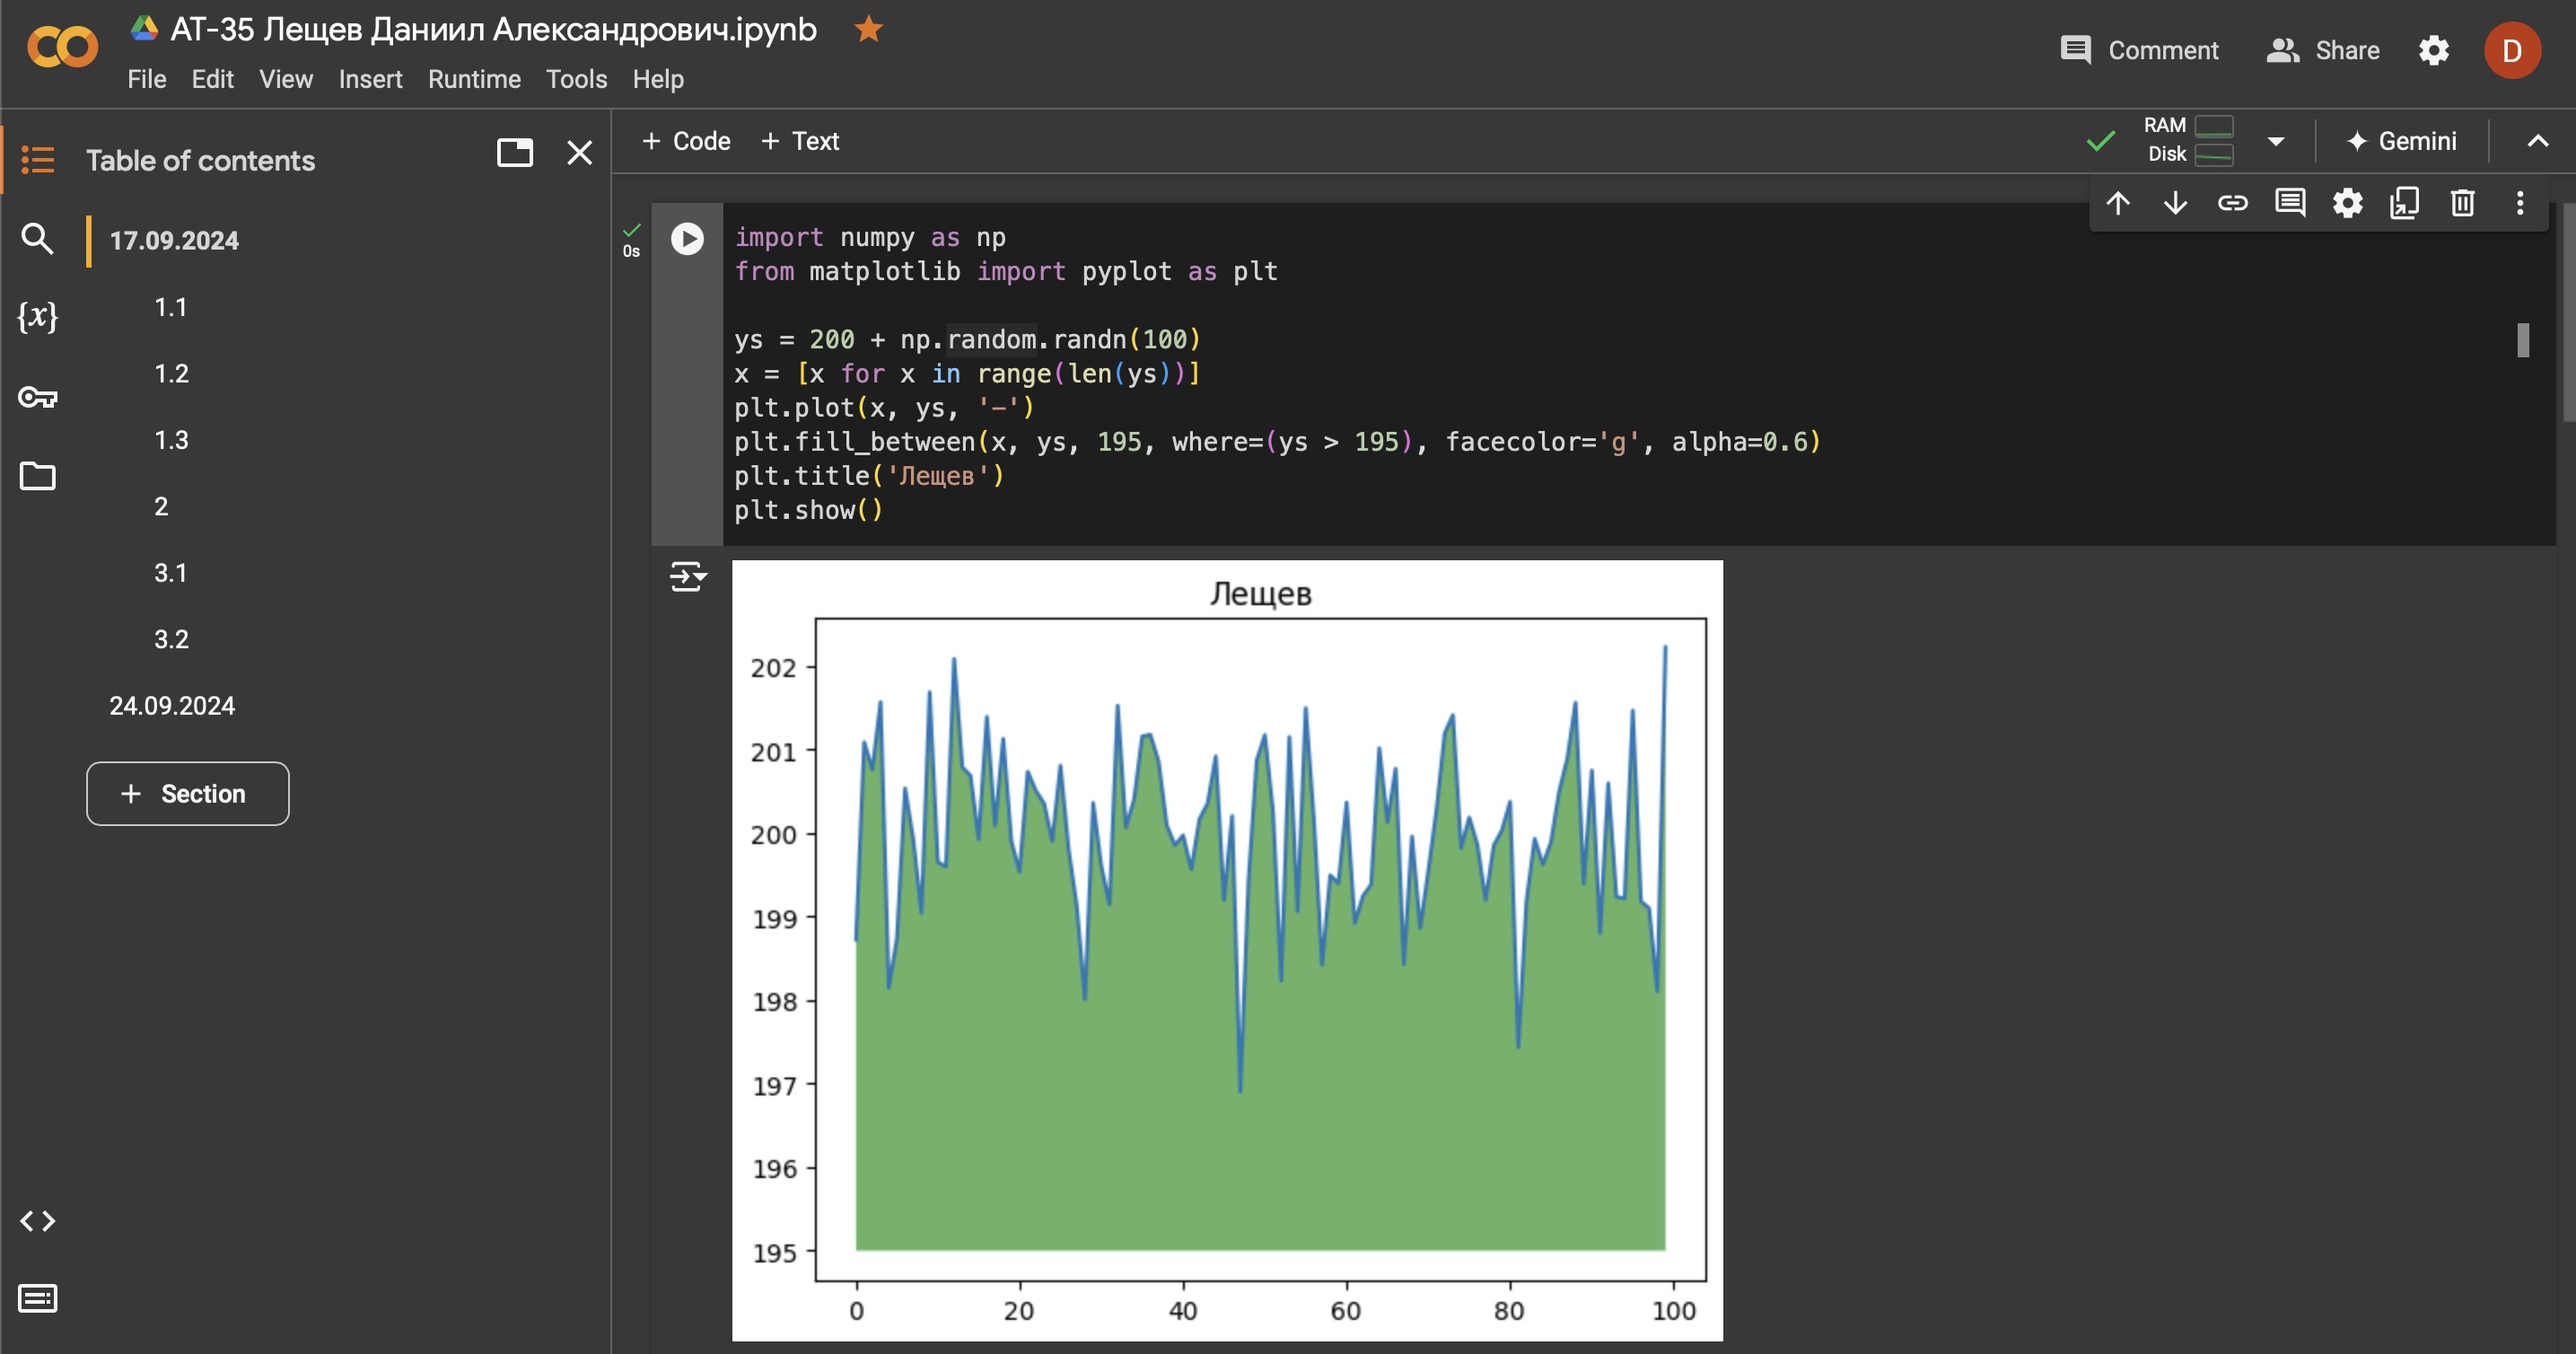 AT-35 Лещев Даниил Александрович.ipynb
File Edit View Insert Runtime Tools Help
Comment Share D
Table of contents
+ Code + Text
RAM
Disk
Gemini
17.09.2024
1.1
1.2
1.3
2
3.1
3.2
24.09.2024
+ Section
{x}
0s
import numpy as np
from matplotlib import pyplot as plt
ys = 200 + np.random.randn(100)
x = [x for x in range(len(ys))]
plt.plot(x, ys, '-')
plt.fill_between(x, ys, 195, where=(ys > 195), facecolor='g', alpha=0.6)
plt.title('Лещев')
plt.show()
Лещев
202
201
200
199
198
197
196
195
0 20 40 60 80 100